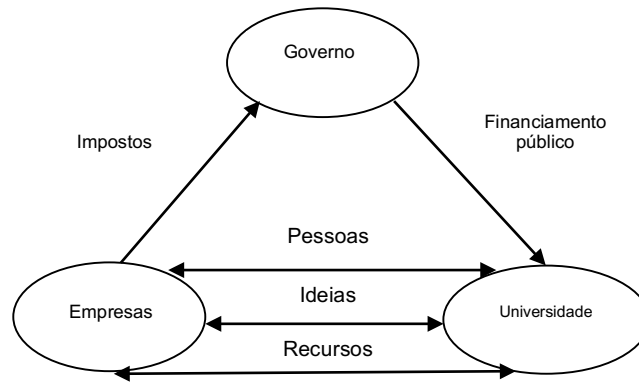 Governo
Impostos
Financiamento
público
Pessoas
Ideias
Empresas
Universidade
Recursos